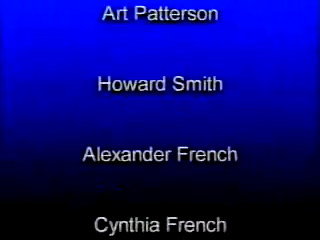 Art Patterson
Howard Smith
Alexander French
Cynthia French